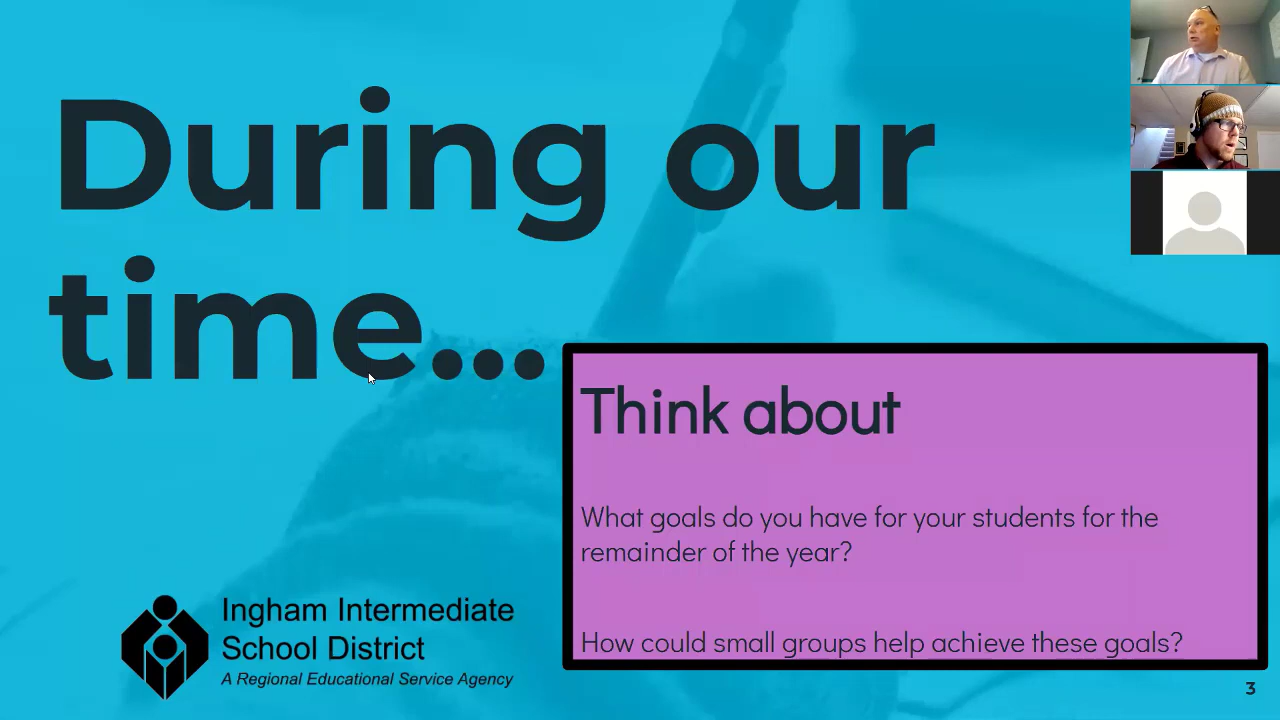 During our
time...
Think about
What goals do you have for your students for the
remainder of the year?
How could small groups help achieve these goals?
Ingham Intermediate
School District
A Regional Educational Service Agency
3